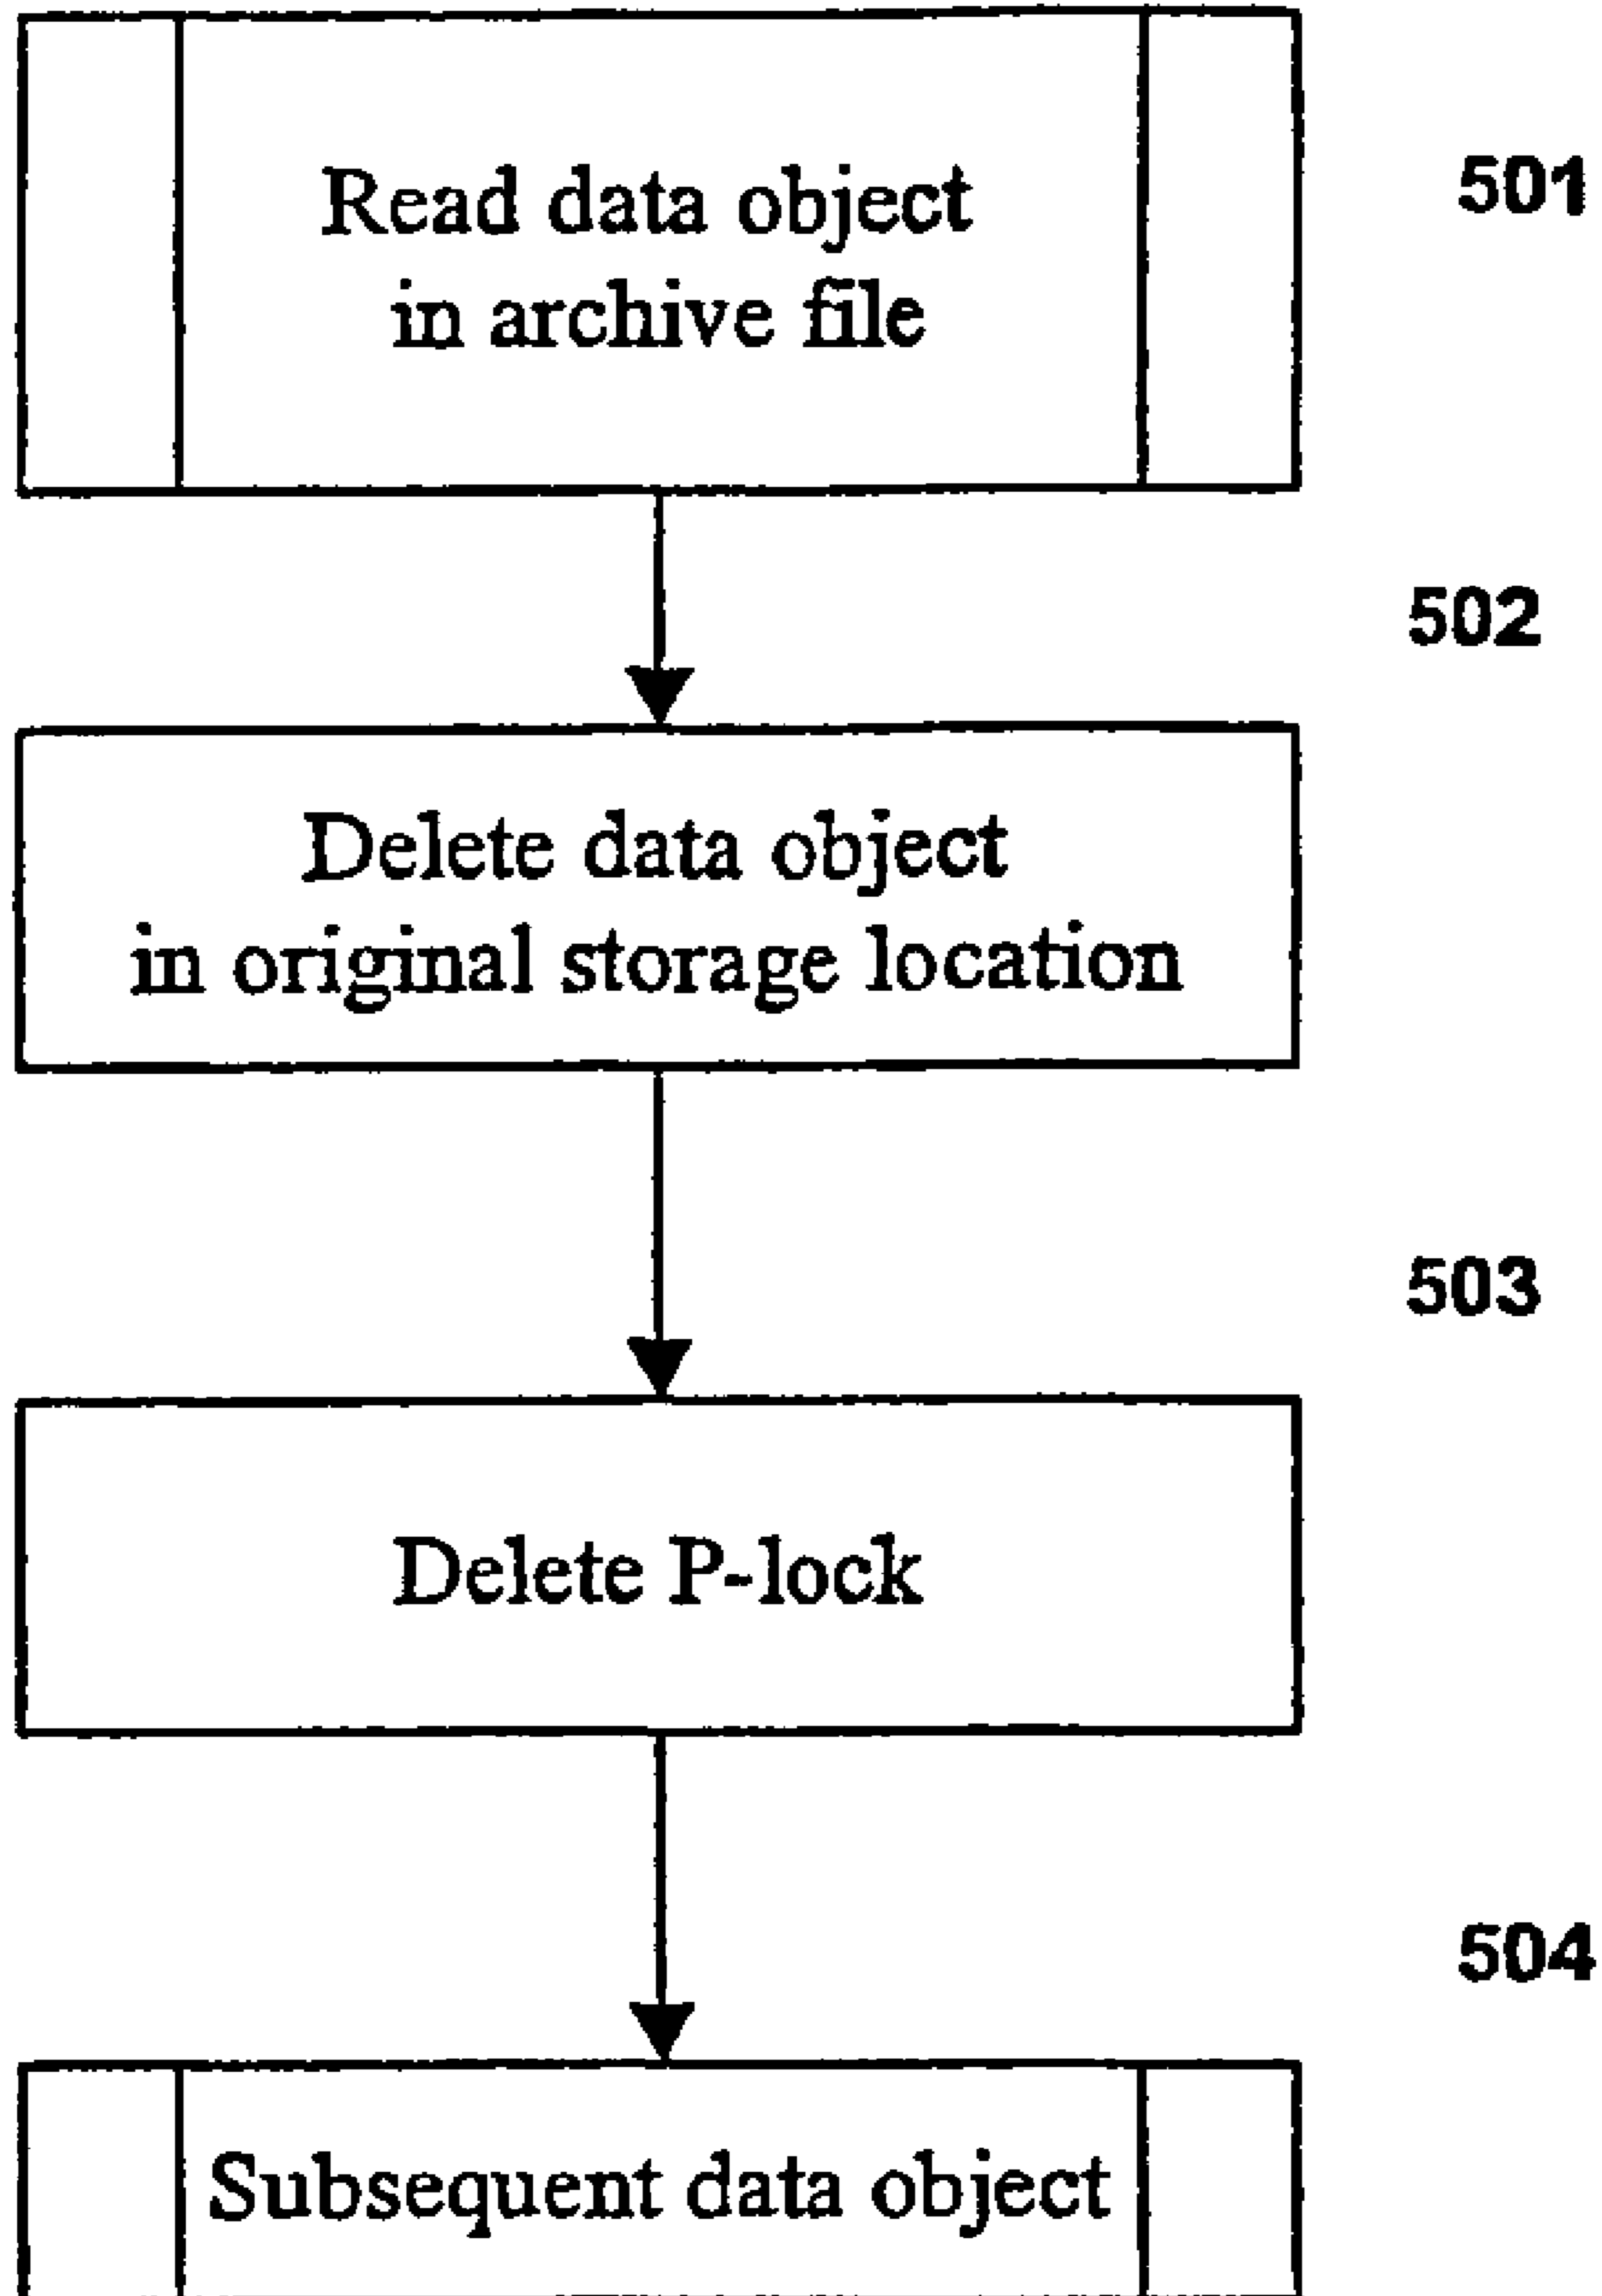 Read data object
in archive file
501
502
Delete data object
in original storage location
503
Delete P-lock
504
Subsequent data object